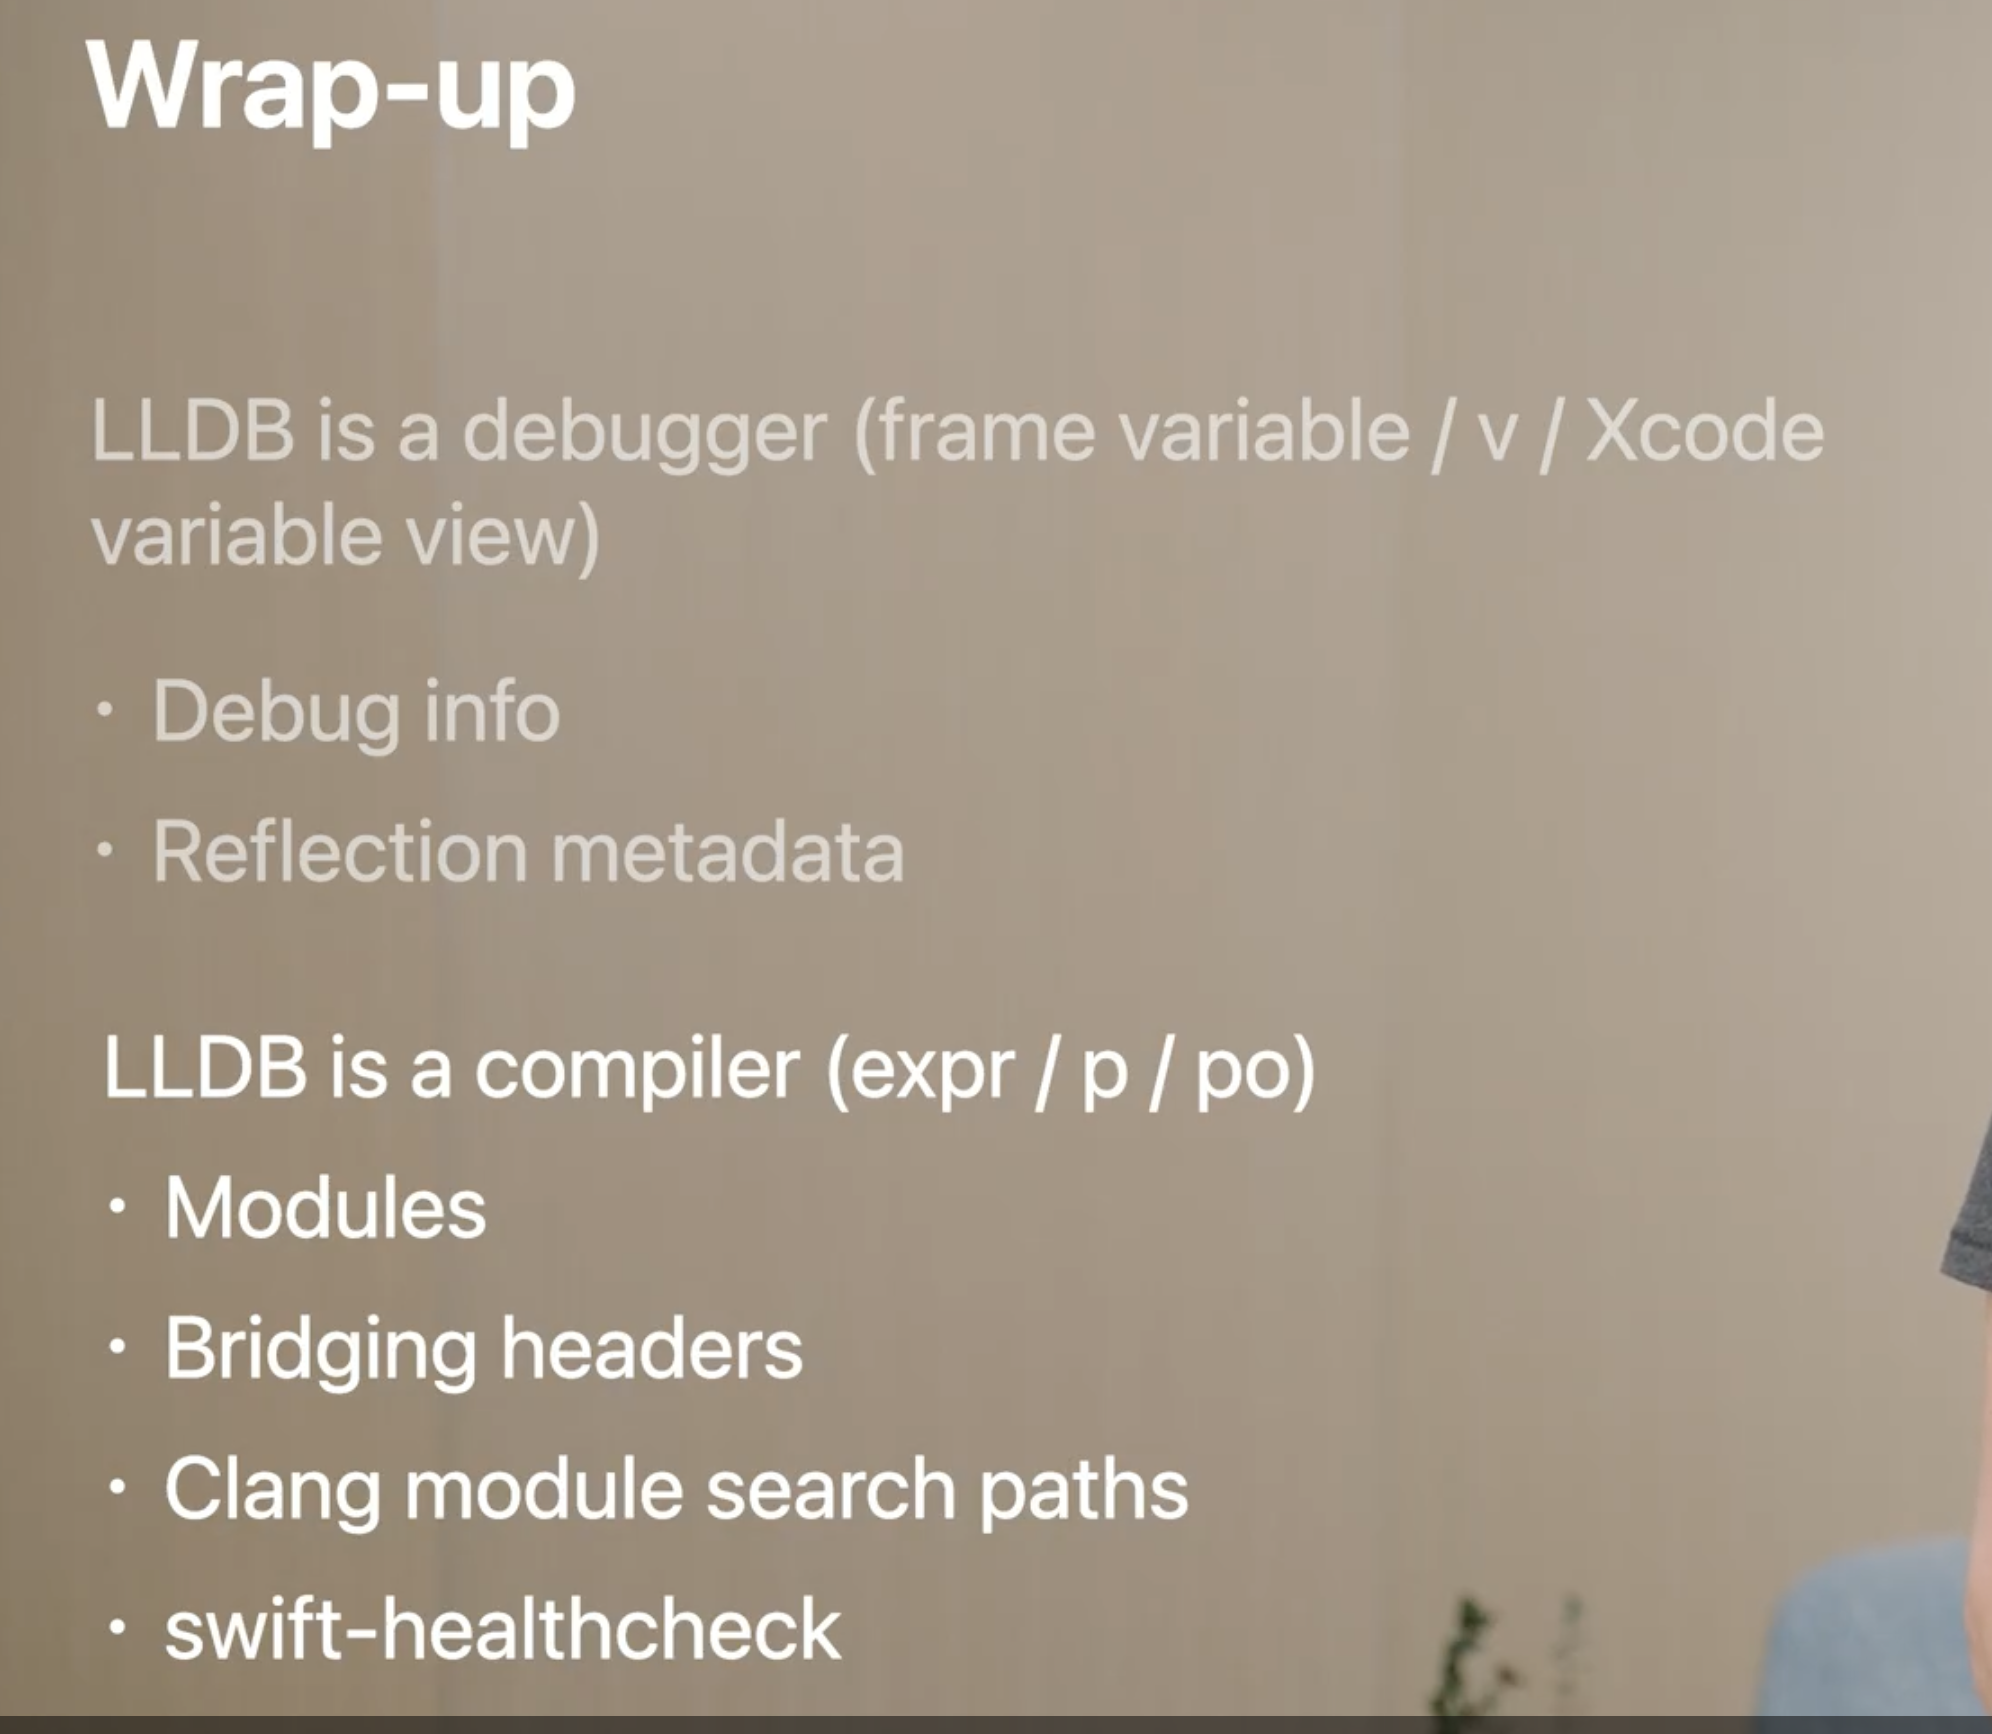 Wrap-up
LLDB is a debugger (frame variable / v / Xcode
variable view)
• Debug info
• Reflection metadata
LLDB is a compiler (expr / p / po)
• Modules
• Bridging headers
• Clang module search paths
• swift-healthcheck